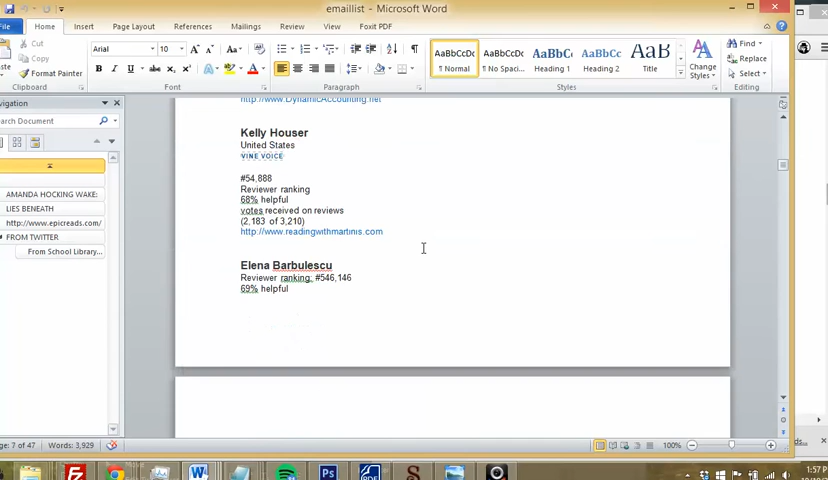 emaillist - Microsoft Word
File Home Insert Page Layout References Mailings Review View Foxit PDF
Cut
Copy
Format Painter
Clipboard
Arial 10
Font
Paragraph
AaBbCcDc AaBbCcDc AaBbC AaBbCc AaB
¶ Normal ¶ No Spaci... Heading 1 Heading 2 Title
Styles
Change
Styles
Find
Replace
Select
Editing
avigation
earch Document
AMANDA HOCKING WAKE:
LIES BENEATH
http://www.epicreads.com/
FROM TWITTER
From School Library...
http://www.DynamicAccounting.net
Kelly Houser
United States
VINE VOICE
#54,888
Reviewer ranking
68% helpful
votes received on reviews
(2,183 of 3,210)
http://www.readingwithmartinis.com
Elena Barbulescu
Reviewer ranking: #546,146
69% helpful
ge: 7 of 47 Words: 3,929
100%
1:57 PM